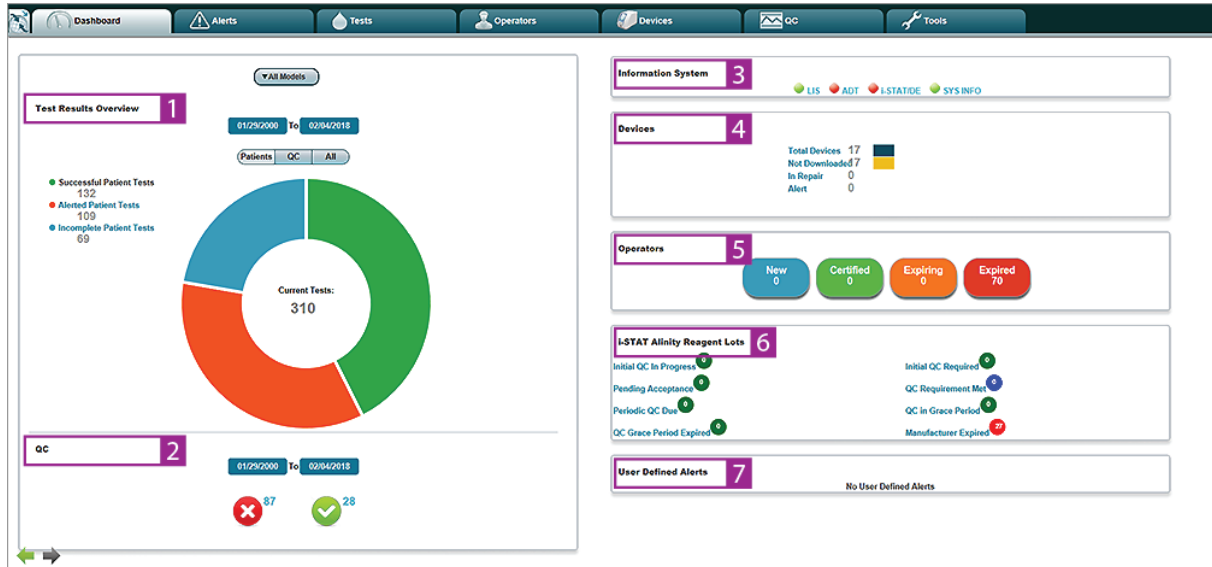 Dashboard
Alerts
Tests
Operators
Devices
QC
Tools
▼All Models
Test Results Overview
1
01/29/2000 To 02/04/2018
Patients QC All
Successful Patient Tests
132
Alerted Patient Tests
109
Incomplete Patient Tests
69
Current Tests:
310
QC
2
01/29/2000 To 02/04/2018
87
28
Information System
3
LIS ADT i-STAT/DE SYS INFO
Devices
4
Total Devices 17
Not Downloaded 17
In Repair 0
Alert 0
Operators
5
New
0
Certified
0
Expiring
0
Expired
70
i-STAT Alinity Reagent Lots
6
Initial QC In Progress 0
Initial QC Required 0
Pending Acceptance 0
QC Requirement Met 0
Periodic QC Due 0
QC in Grace Period 0
QC Grace Period Expired 0
Manufacturer Expired 27
User Defined Alerts
7
No User Defined Alerts